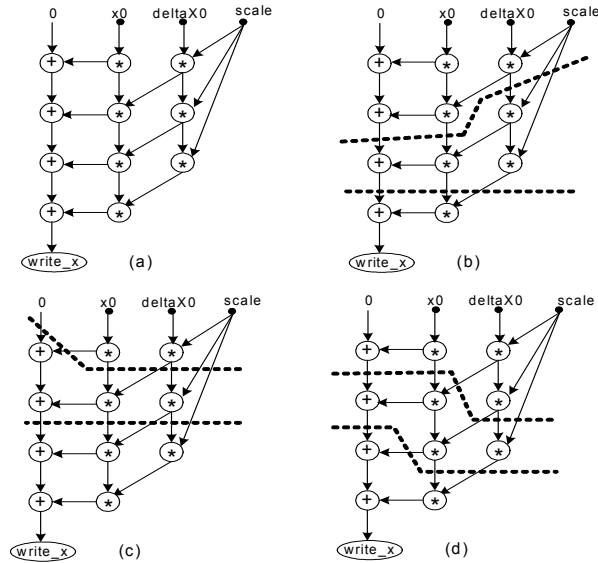 0 x0 deltaX0 scale
+ * *
+ * *
+ * *
+ *
write_x (a)
0 x0 deltaX0 scale
+ * *
+ * *
+ * *
+ *
write_x (b)
0 x0 deltaX0 scale
+ * *
+ * *
+ * *
+ *
write_x (c)
0 x0 deltaX0 scale
+ * *
+ * *
+ * *
+ *
write_x (d)